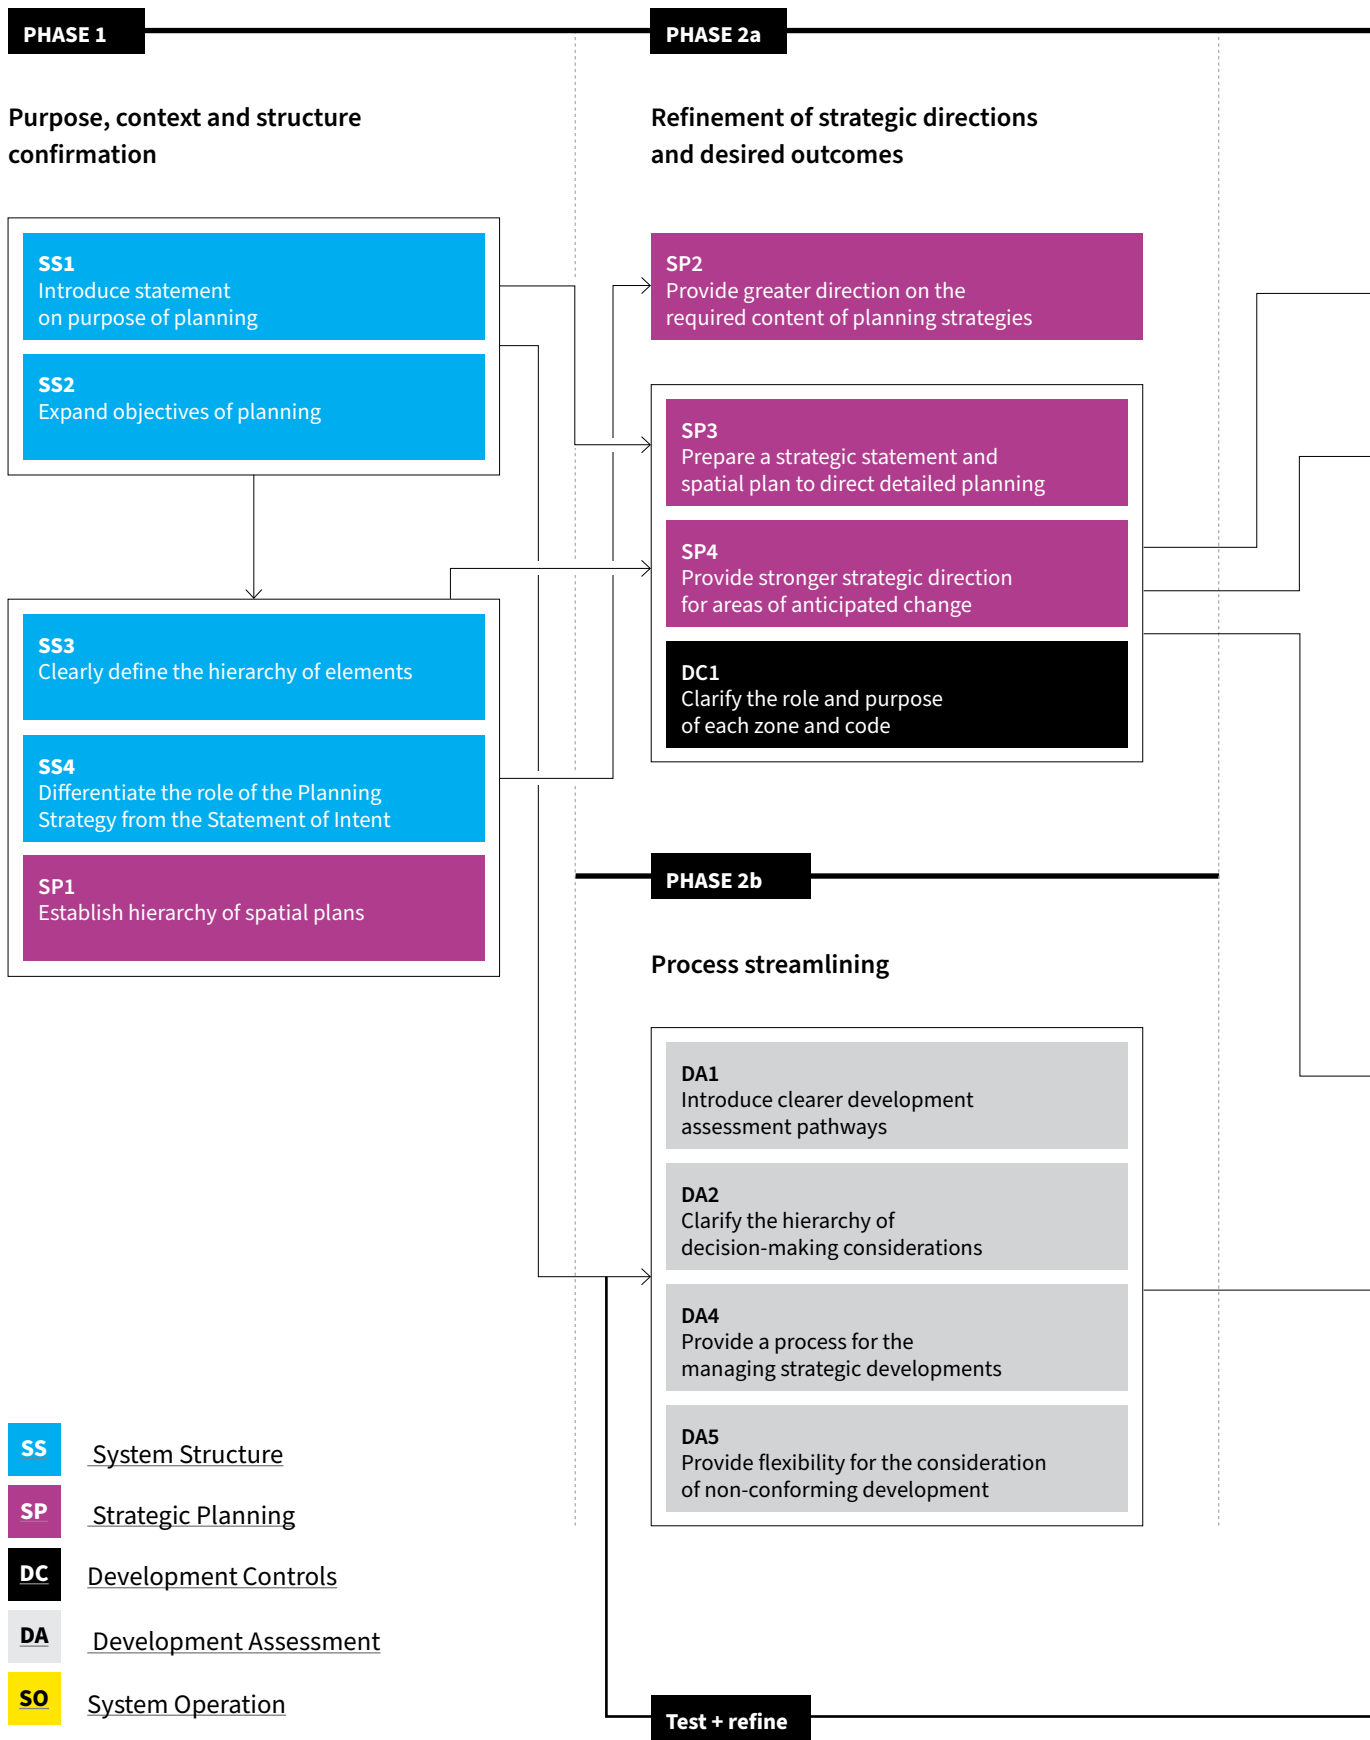 PHASE 1
Purpose, context and structure
confirmation
SS1
Introduce statement
on purpose of planning
SS2
Expand objectives of planning
SS3
Clearly define the hierarchy of elements
SS4
Differentiate the role of the Planning
Strategy from the Statement of Intent
SP1
Establish hierarchy of spatial plans
PHASE 2a
Refinement of strategic directions
and desired outcomes
SP2
Provide greater direction on the
required content of planning strategies
SP3
Prepare a strategic statement and
spatial plan to direct detailed planning
SP4
Provide stronger strategic direction
for areas of anticipated change
DC1
Clarify the role and purpose
of each zone and code
PHASE 2b
Process streamlining
DA1
Introduce clearer development
assessment pathways
DA2
Clarify the hierarchy of
decision-making considerations
DA4
Provide a process for the
managing strategic developments
DA5
Provide flexibility for the consideration
of non-conforming development
SS System Structure
SP Strategic Planning
DC Development Controls
DA Development Assessment
SO System Operation
Test + refine